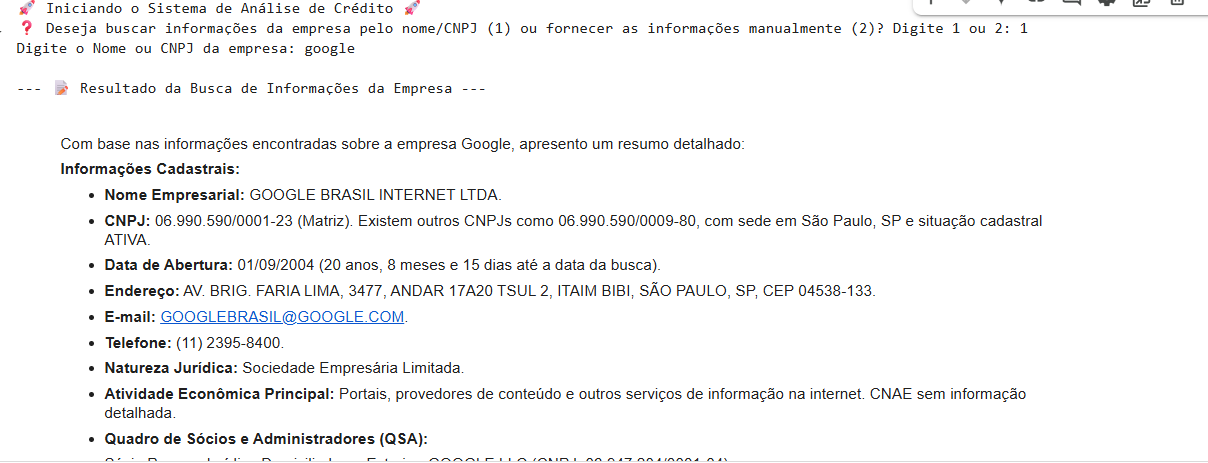 🚀 Iniciando o Sistema de Análise de Crédito 🚀
❓ Deseja buscar informações da empresa pelo nome/CNPJ (1) ou fornecer as informações manualmente (2)? Digite 1 ou 2: 1
Digite o Nome ou CNPJ da empresa: google
--- 📝 Resultado da Busca de Informações da Empresa ---
Com base nas informações encontradas sobre a empresa Google, apresento um resumo detalhado:
Informações Cadastrais:
• Nome Empresarial: GOOGLE BRASIL INTERNET LTDA.
• CNPJ: 06.990.590/0001-23 (Matriz). Existem outros CNPJs como 06.990.590/0009-80, com sede em São Paulo, SP e situação cadastral
ATIVA.
• Data de Abertura: 01/09/2004 (20 anos, 8 meses e 15 dias até a data da busca).
• Endereço: AV. BRIG. FARIA LIMA, 3477, ANDAR 17A20 TSUL 2, ITAIM BIBI, SÃO PAULO, SP, CEP 04538-133.
• E-mail: GOOGLEBRASIL@GOOGLE.COM.
• Telefone: (11) 2395-8400.
• Natureza Jurídica: Sociedade Empresária Limitada.
• Atividade Econômica Principal: Portais, provedores de conteúdo e outros serviços de informação na internet. CNAE sem informação
detalhada.
• Quadro de Sócios e Administradores (QSA):